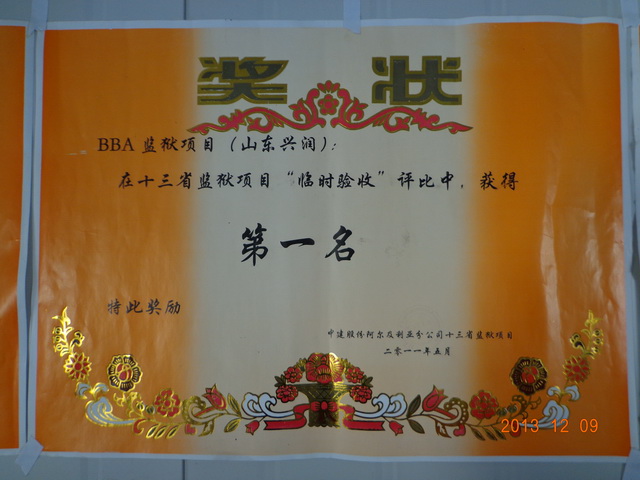 奖状
BBA 监狱项目（山东兴润）：
在十三省监狱项目“临时验收”评比中，获得
第一名
特此奖励
中建股份阿尔及利亚分公司十三省监狱项目
二零一一年五月
2013 12 09